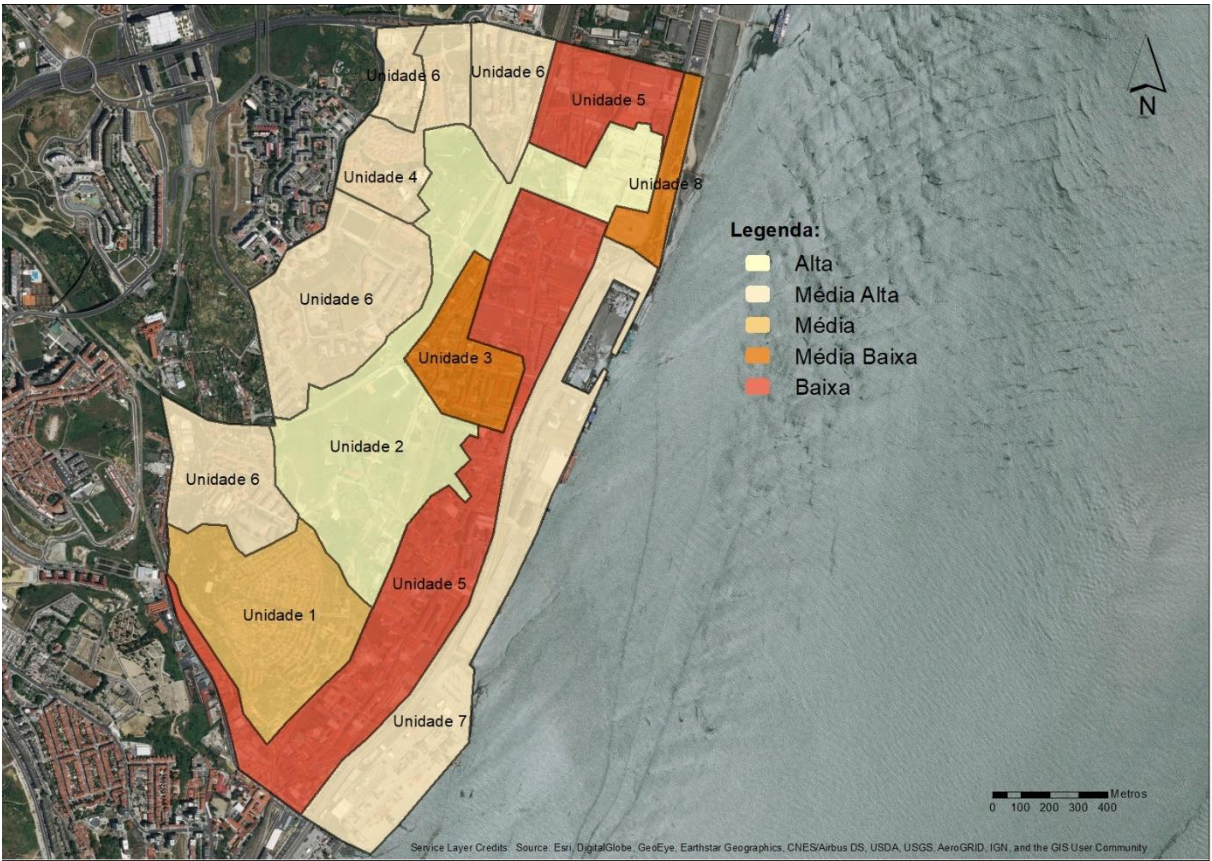 Unidade 6
Unidade 6
Unidade 5
Unidade 4
Unidade 8
Unidade 6
Unidade 3
Unidade 2
Unidade 6
Unidade 5
Unidade 1
Unidade 7
N
Legenda:
Alta
Média Alta
Média
Média Baixa
Baixa
Metros
0 100 200 300 400
Service Layer Credits: Source: Esri, DigitalGlobe, GeoEye, Earthstar Geographics, CNES/Airbus DS, USDA, USGS, AeroGRID, IGN, and the GIS User Community